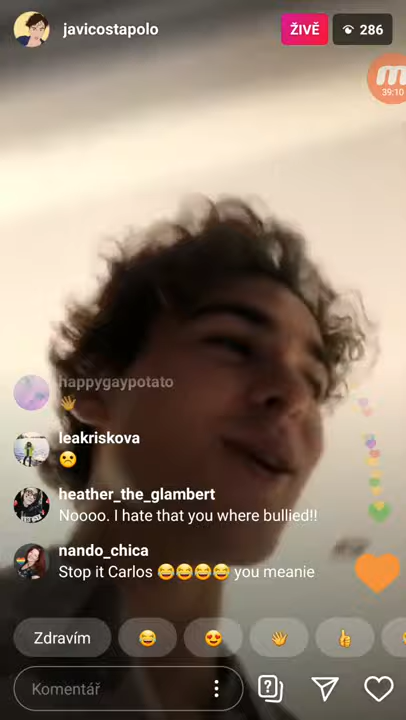 javicostapolo
ŽIVĚ
286
39:10
happygaypotato
👋
leakriskova
☹️
heather_the_glambert
Noooo. I hate that you where bullied!!
nando_chica
Stop it Carlos 😂😂😂😂 you meanie
Zdravím 😂 😍 👋 👍
Komentář